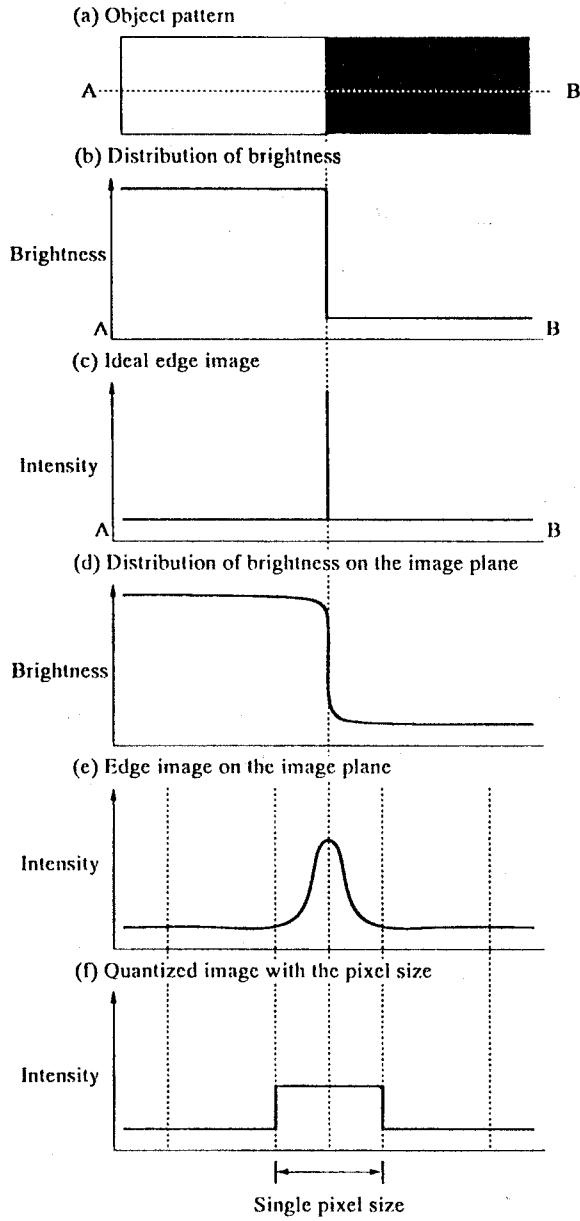 (a) Object pattern
A B
(b) Distribution of brightness
Brightness
A B
(c) Ideal edge image
Intensity
A B
(d) Distribution of brightness on the image plane
Brightness
(e) Edge image on the image plane
Intensity
(f) Quantized image with the pixel size
Intensity
Single pixel size